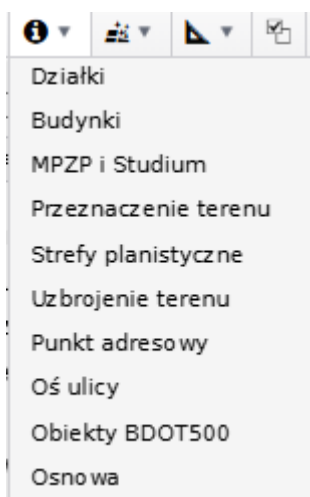 Działki
Budynki
MPZP i Studium
Przeznaczenie terenu
Strefy planistyczne
Uzbrojenie terenu
Punkt adresowy
Oś ulicy
Obiekty BDOT500
Osnowa